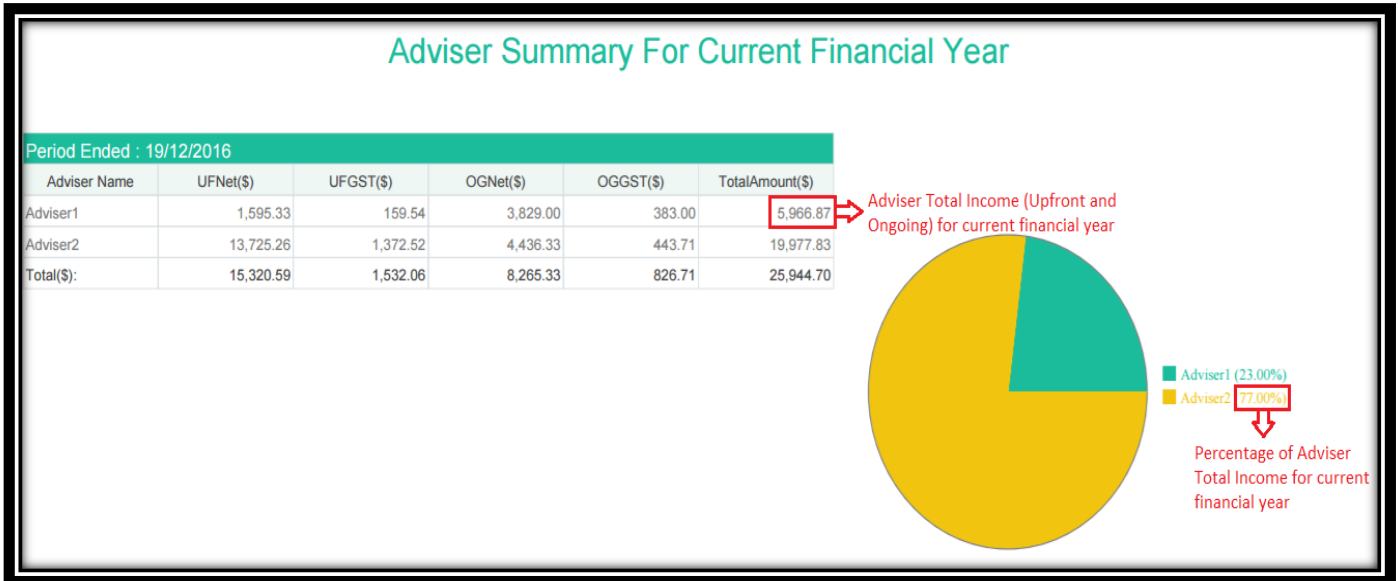 Adviser Summary For Current Financial Year
Period Ended : 19/12/2016
Adviser Name UFNet($) UFGST($) OGNet($) OGGST($) TotalAmount($)
Adviser1 1,595.33 159.54 3,829.00 383.00 5,966.87
Adviser2 13,725.26 1,372.52 4,436.33 443.71 19,977.83
Total($): 15,320.59 1,532.06 8,265.33 826.71 25,944.70
Adviser Total Income (Upfront and
Ongoing) for current financial year
Adviser1 (23.00%)
Adviser2 (77.00%)
Percentage of Adviser
Total Income for current
financial year